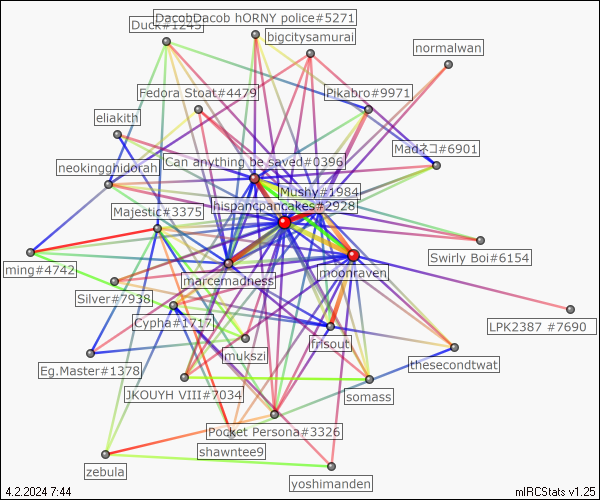 DacobDacob hORNY police#5271
Duck#1243
bigcitysamurai
normalwan
Fedora Stoat#4479
Pikabro#9971
eliakith
Madネコ#6901
Can anything be saved#0396
neokingghidorah
Mushy#1984
hispancpancakes#2928
Majestic#3375
Swirly Boi#6154
ming#4742
marcemadness
moonraven
Silver#7938
LPK2387 #7690
Cypha#1717
frisouti
mukszi
thesecondtwat
Eg.Master#1378
JKOUYH VIII#7034
somass
Pocket Persona#3326
shawntee9
zebula
yoshimanden
4.2.2024 7:44
mIRCStats v1.25